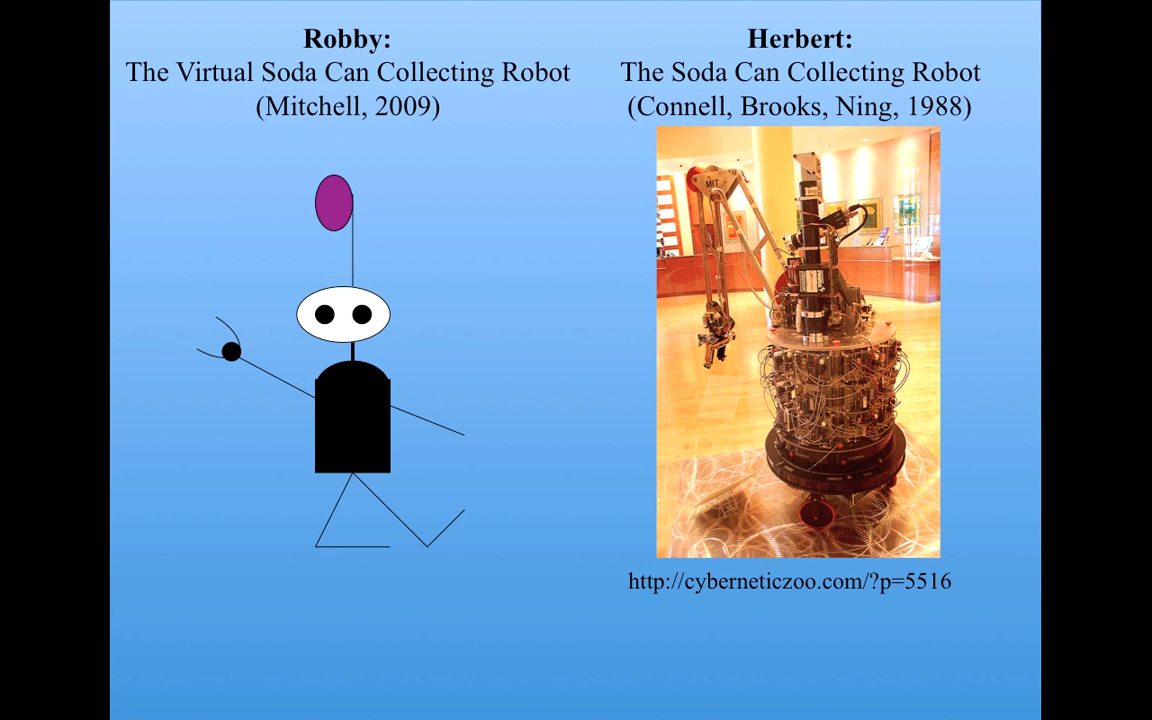 Robby:
The Virtual Soda Can Collecting Robot
(Mitchell, 2009)
Herbert:
The Soda Can Collecting Robot
(Connell, Brooks, Ning, 1988)
MIT
http://cyberneticzoo.com/?p=5516